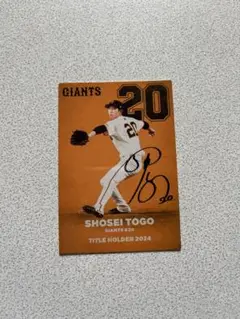 GIANTS
20
SHOSEI TOGO
GIANTS #20
TITLE HOLDER 2024